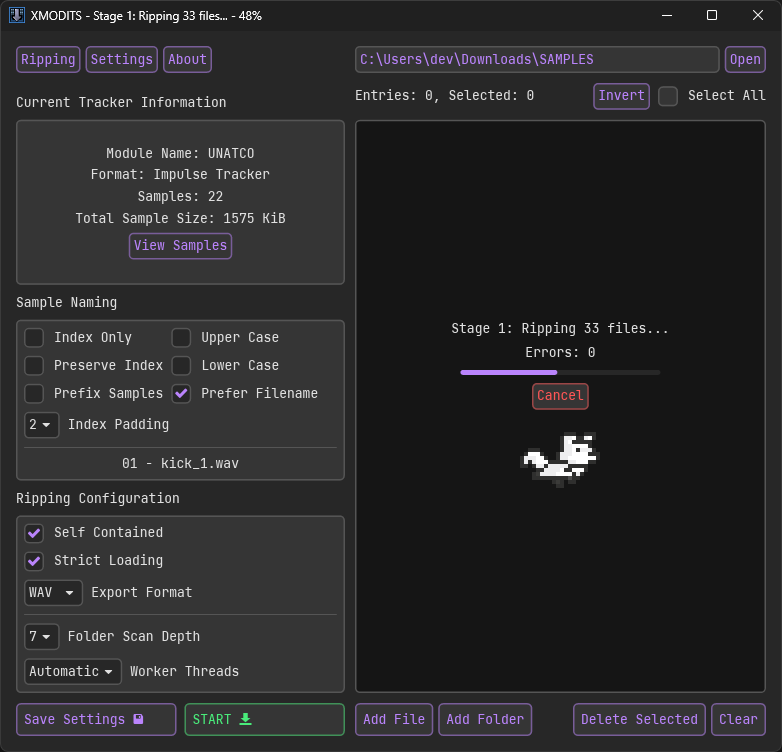 XMODITS - Stage 1: Ripping 33 files... - 48%
Ripping Settings About
C:\Users\dev\Downloads\SAMPLES Open
Current Tracker Information
Entries: 0, Selected: 0 Invert Select All
Module Name: UNATCO
Format: Impulse Tracker
Samples: 22
Total Sample Size: 1575 KiB
View Samples
Sample Naming
Index Only Upper Case
Preserve Index Lower Case
Prefix Samples Prefer Filename
2 Index Padding
01 - kick_1.wav
Ripping Configuration
Self Contained
Strict Loading
WAV Export Format
7 Folder Scan Depth
Automatic Worker Threads
Save Settings START
Stage 1: Ripping 33 files...
Errors: 0
Cancel
Add File Add Folder Delete Selected Clear